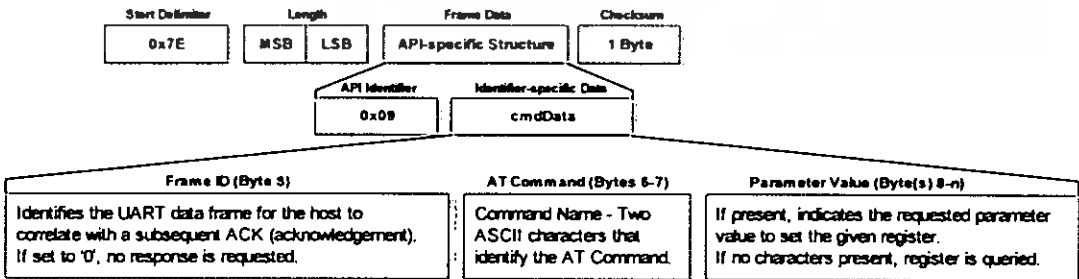 Start Delimiter Length Frame Data Checksum
0x7E MSB LSB API-specific Structure 1 Byte
API Identifier Identifier-specific Data
0x09 cmdData
Frame ID (Byte 5) AT Command (Bytes 6-7) Parameter Value (Byte(s) 8-n)
Identifies the UART data frame for the host to
correlate with a subsequent ACK (acknowledgement).
If set to '0', no response is requested.
Command Name - Two
ASCII characters that
identify the AT Command.
If present, indicates the requested parameter
value to set the given register.
If no characters present, register is queried.